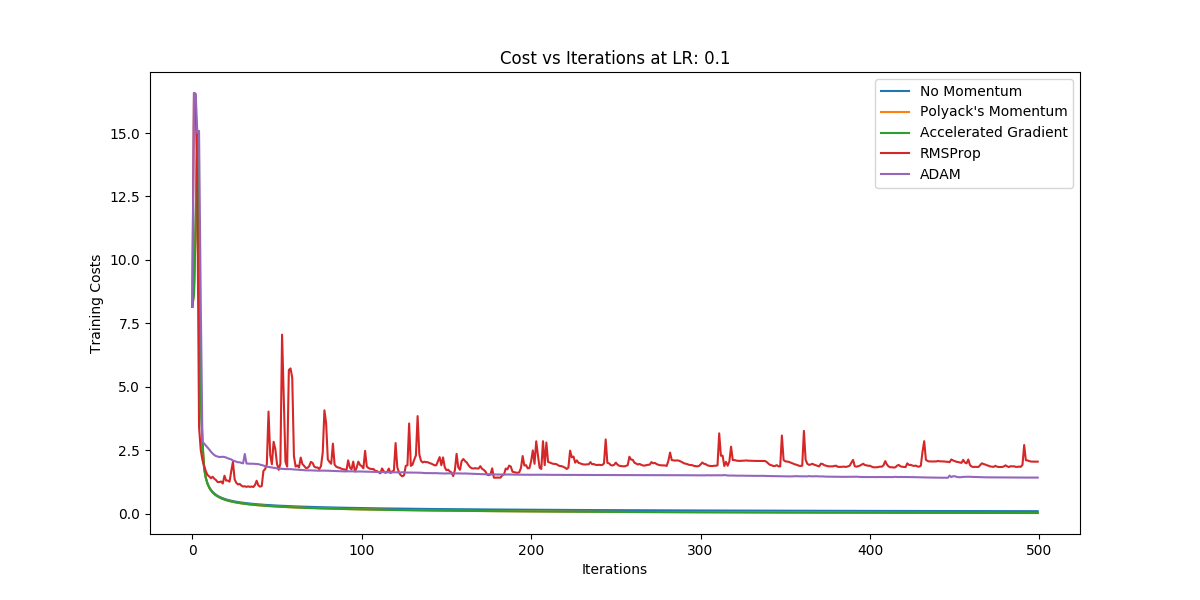 Cost vs Iterations at LR: 0.1
No Momentum
Polyack's Momentum
Accelerated Gradient
RMSProp
ADAM
Training Costs
15.0
12.5
10.0
7.5
5.0
2.5
0.0
0 100 200 300 400 500
Iterations